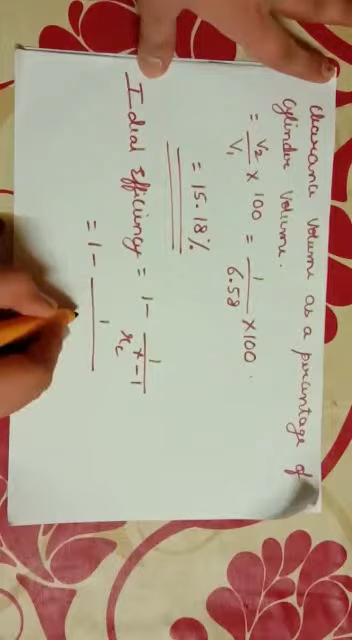 Clearance Volume as a percentage of
Cylinder Volume.
= V2/V1 × 100 = 1/6.58 × 100.
= 15.18%
Ideal Efficiency = 1 - 1/rc^γ-1
= 1 - 1/